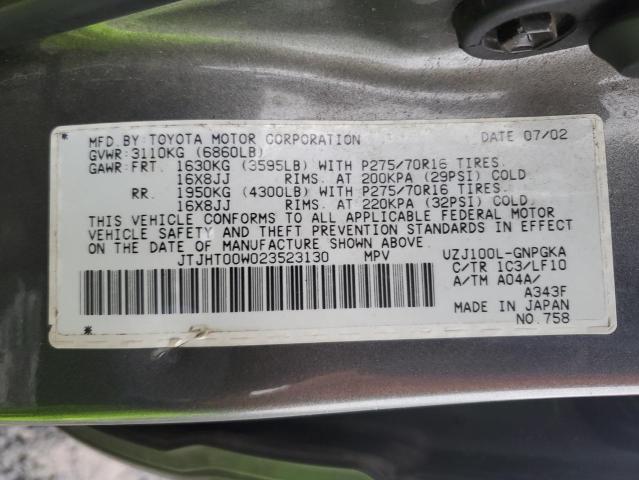 MFD.BY:TOYOTA MOTOR CORPORATION DATE 07/02
GVWR:3110KG (6860LB)
GAWR:FRT. 1630KG (3595LB) WITH P275/70R16 TIRES.
16X8JJ RIMS. AT 200KPA (29PSI) COLD
RR. 1950KG (4300LB) WITH P275/70R16 TIRES.
16X8JJ RIMS. AT 220KPA (32PSI) COLD
THIS VEHICLE CONFORMS TO ALL APPLICABLE FEDERAL MOTOR
VEHICLE SAFETY AND THEFT PREVENTION STANDARDS IN EFFECT
ON THE DATE OF MANUFACTURE SHOWN ABOVE.
JTJHT00W023523130 MPV UZJ100L-GNPGKA
C/TR 1C3/LF10
A/TM A04A/
A343F
MADE IN JAPAN
NO.758